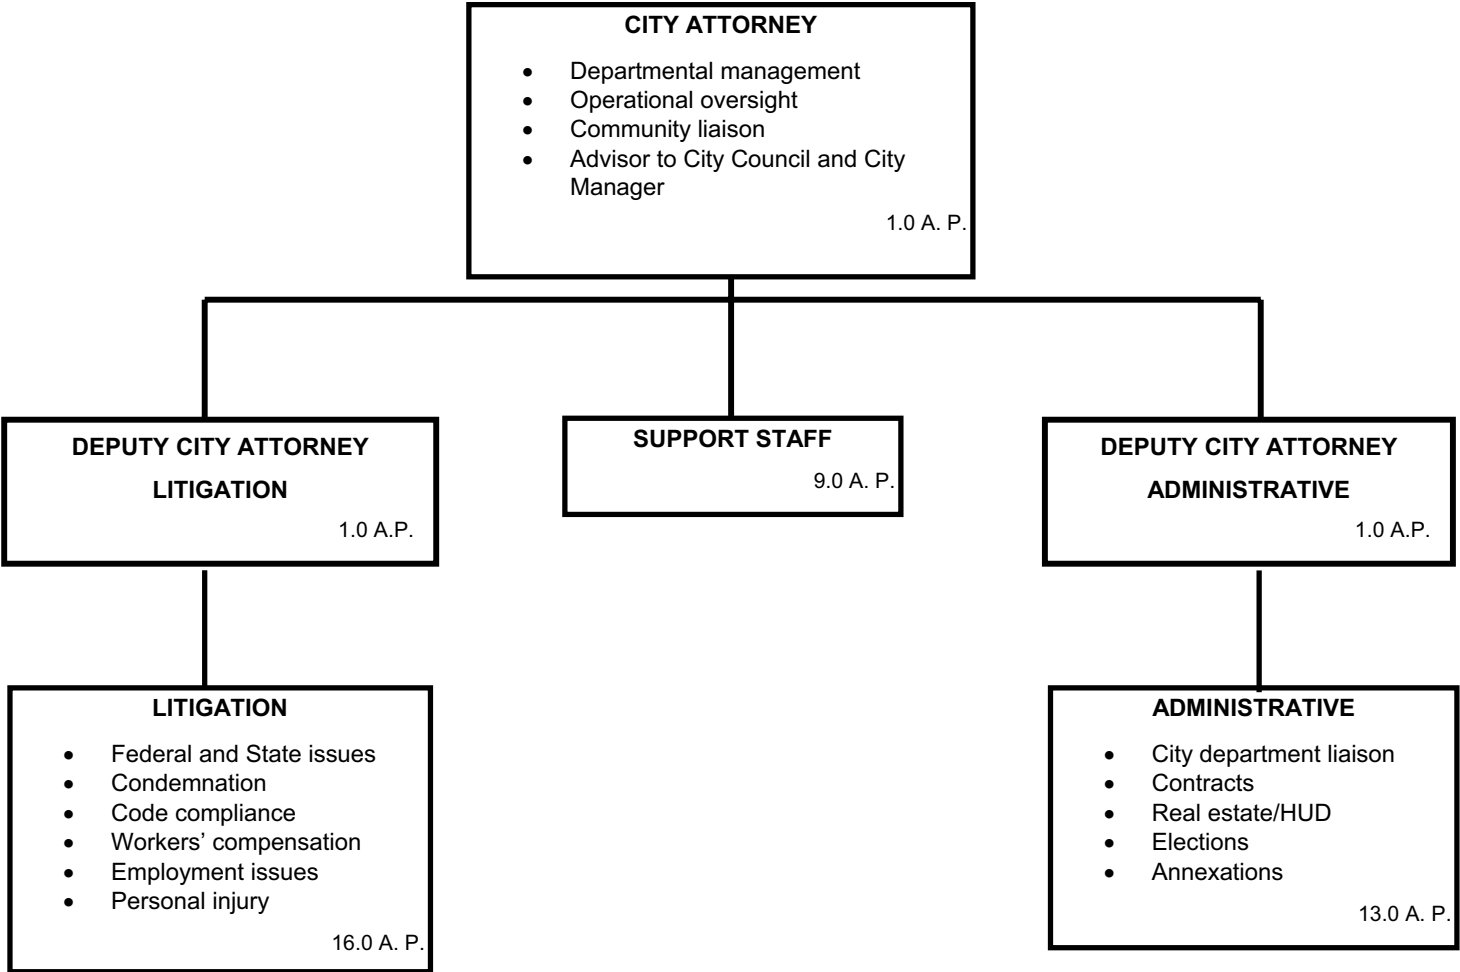 CITY ATTORNEY
• Departmental management
• Operational oversight
• Community liaison
• Advisor to City Council and City
Manager
1.0 A. P.
DEPUTY CITY ATTORNEY
LITIGATION
1.0 A.P.
SUPPORT STAFF
9.0 A. P.
DEPUTY CITY ATTORNEY
ADMINISTRATIVE
1.0 A.P.
LITIGATION
• Federal and State issues
• Condemnation
• Code compliance
• Workers’ compensation
• Employment issues
• Personal injury
16.0 A. P.
ADMINISTRATIVE
• City department liaison
• Contracts
• Real estate/HUD
• Elections
• Annexations
13.0 A. P.